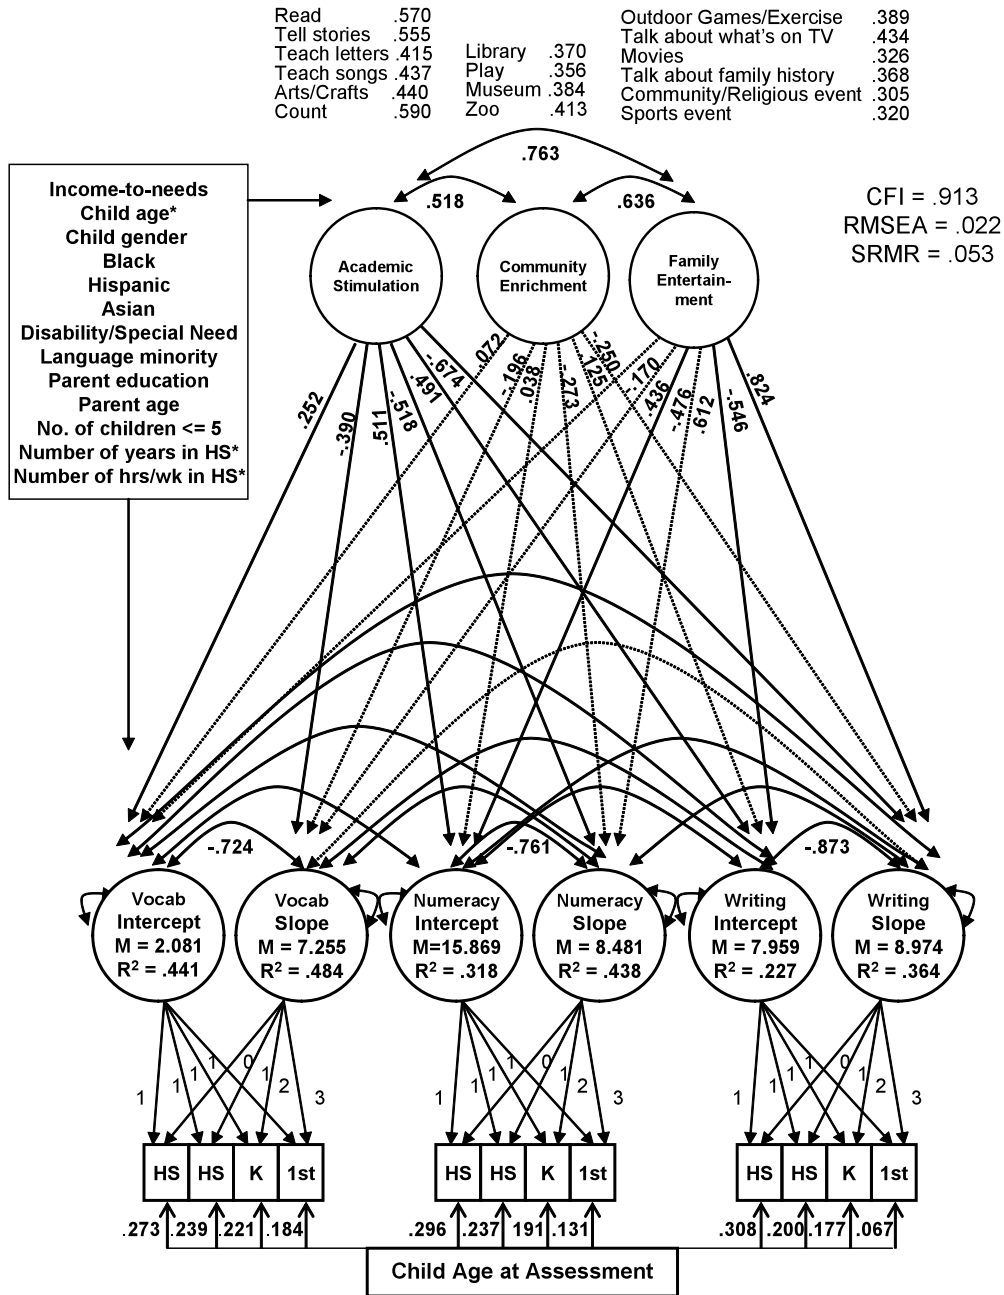 Read .570
Tell stories .555
Teach letters .415
Teach songs .437
Arts/Crafts .440
Count .590
Library .370
Play .356
Museum .384
Zoo .413
Outdoor Games/Exercise .389
Talk about what's on TV .434
Movies .326
Talk about family history .368
Community/Religious event .305
Sports event .320
.763
.518
.636
CFI = .913
RMSEA = .022
SRMR = .053
Income-to-needs
Child age*
Child gender
Black
Hispanic
Asian
Disability/Special Need
Language minority
Parent education
Parent age
No. of children <= 5
Number of years in HS*
Number of hrs/wk in HS*
Academic
Stimulation
Community
Enrichment
Family
Entertain-
ment
.252
-.390
.511
-.518
.491
-.674
.072
-.196
.038
-.273
.125
-.250
-.170
.436
-.476
.612
-.546
.824
-.724
-.761
-.873
Vocab
Intercept
M = 2.081
R² = .441
Vocab
Slope
M = 7.255
R² = .484
Numeracy
Intercept
M=15.869
R² = .318
Numeracy
Slope
M = 8.481
R² = .438
Writing
Intercept
M = 7.959
R² = .227
Writing
Slope
M = 8.974
R² = .364
1 1 1 1 0 1 2 3
1 1 1 1 0 1 2 3
1 1 1 1 0 1 2 3
HS HS K 1st
HS HS K 1st
HS HS K 1st
.273 .239 .221 .184
.296 .237 .191 .131
.308 .200 .177 .067
Child Age at Assessment